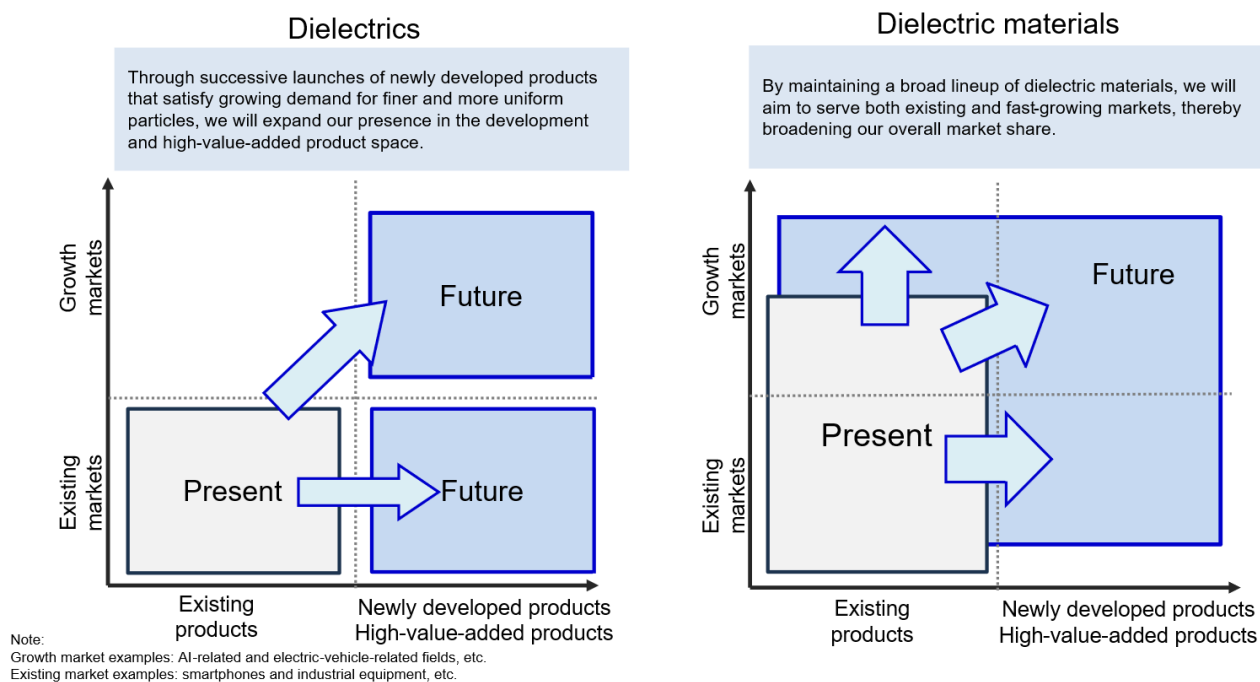 Dielectrics
Through successive launches of newly developed products
that satisfy growing demand for finer and more uniform
particles, we will expand our presence in the development
and high-value-added product space.
Growth
markets
Existing
markets
Future
Present
Future
Existing
products
Newly developed products
High-value-added products
Note:
Growth market examples: AI-related and electric-vehicle-related fields, etc.
Existing market examples: smartphones and industrial equipment, etc.
Dielectric materials
By maintaining a broad lineup of dielectric materials, we will
aim to serve both existing and fast-growing markets, thereby
broadening our overall market share.
Growth
markets
Existing
markets
Future
Present
Existing
products
Newly developed products
High-value-added products